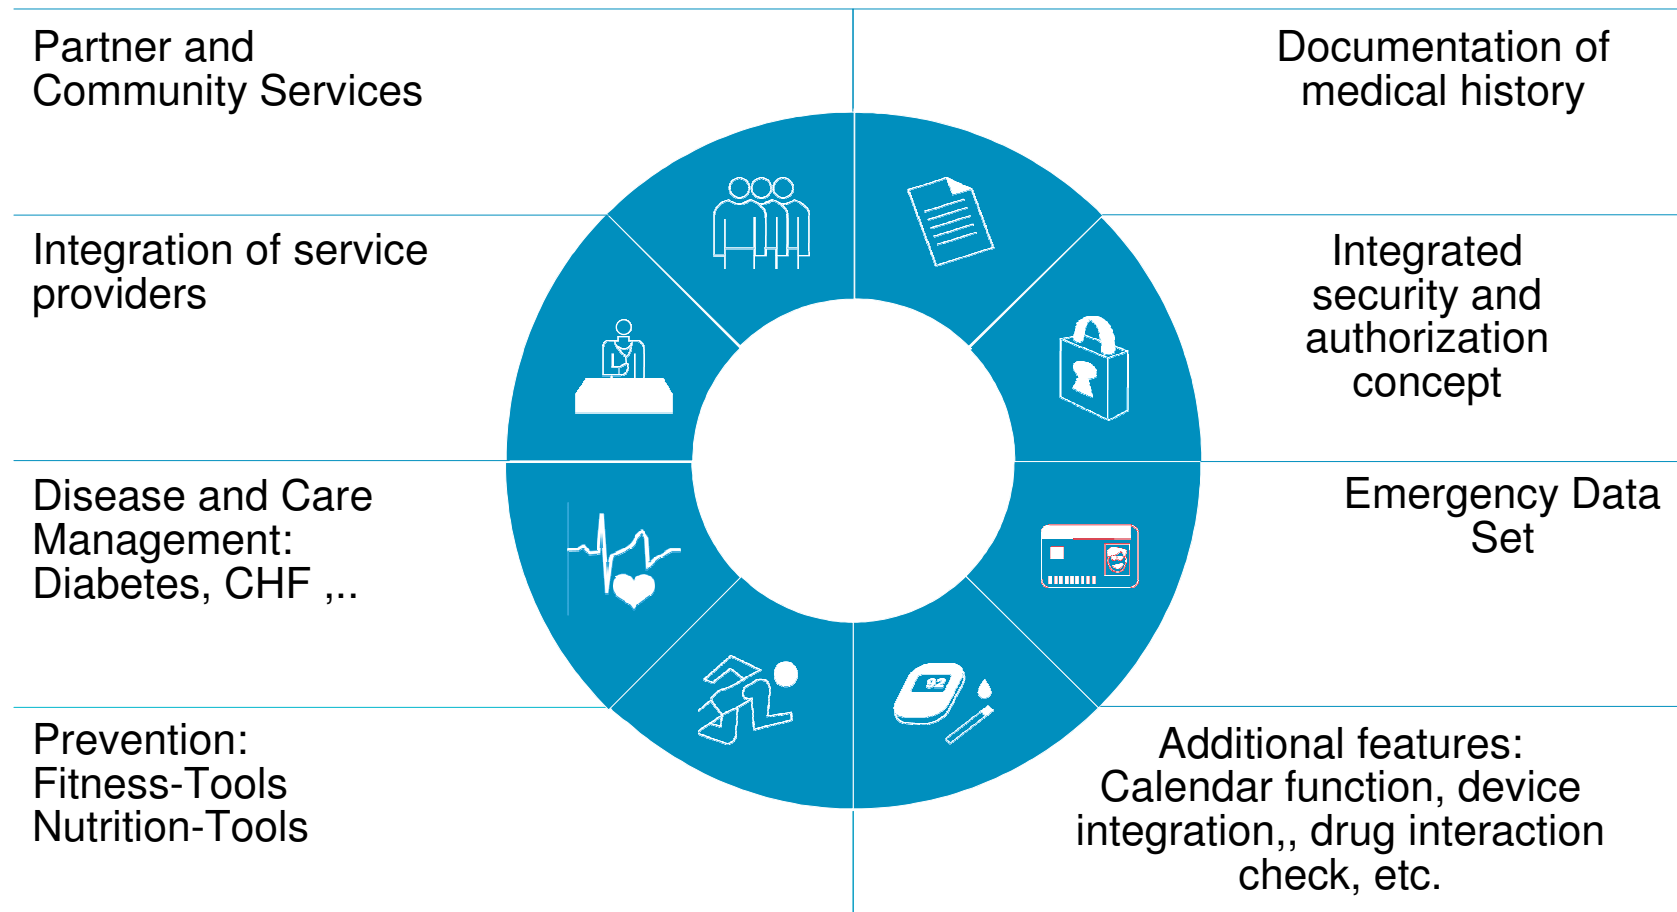 Partner and
Community Services
Documentation of
medical history
Integration of service
providers
Integrated
security and
authorization
concept
Disease and Care
Management:
Diabetes, CHF ,..
Emergency Data
Set
92
Prevention:
Fitness-Tools
Nutrition-Tools
Additional features:
Calendar function, device
integration,, drug interaction
check, etc.